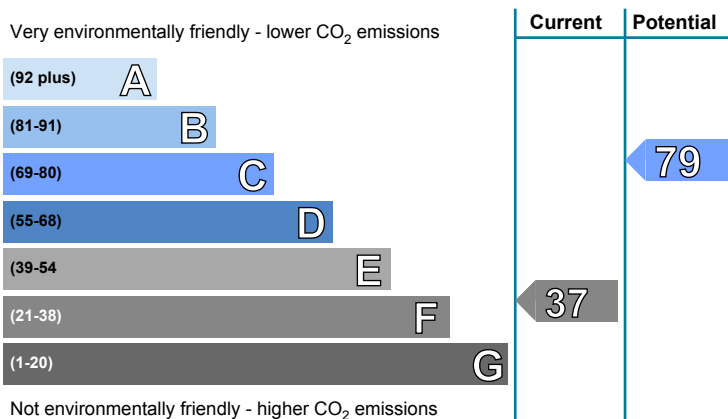 Very environmentally friendly - lower CO2 emissions
Current
Potential
(92 plus) A
(81-91) B
(69-80) C
79
(55-68) D
(39-54 E
(21-38) F
37
(1-20) G
Not environmentally friendly - higher CO2 emissions